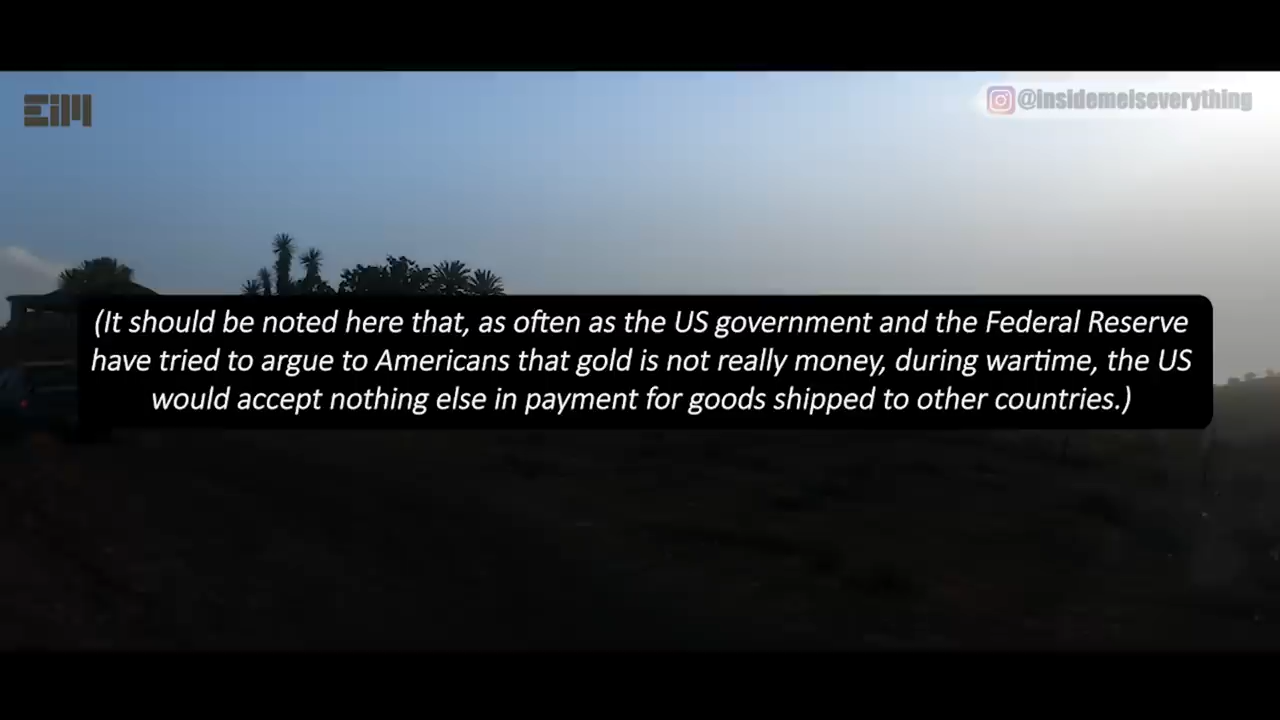 EiM
@insidemeiseverything
(It should be noted here that, as often as the US government and the Federal Reserve
have tried to argue to Americans that gold is not really money, during wartime, the US
would accept nothing else in payment for goods shipped to other countries.)